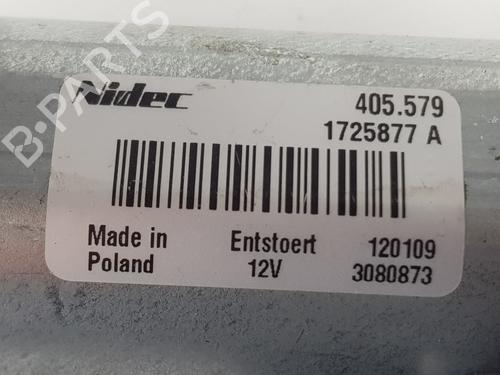 B-PARTS
Nidec 405.579
1725877 A
Made in Entstoert 120109
Poland 12V 3080873